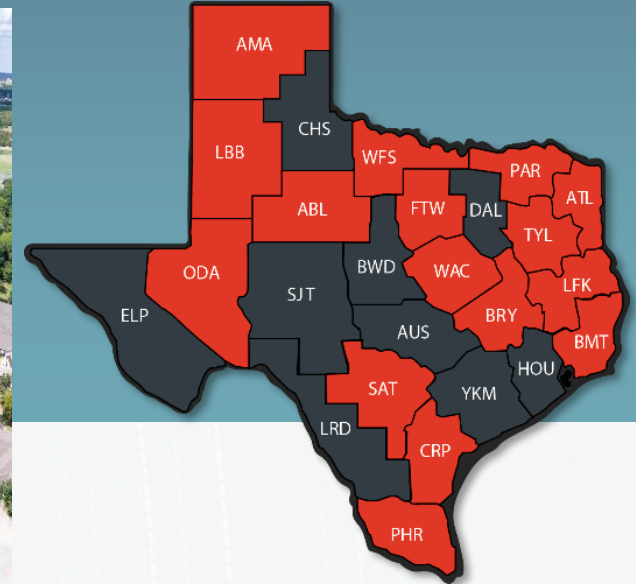 AMA
CHS
LBB
WFS
PAR
ATL
ABL
FTW
DAL
TYL
ODA
BWD
WAC
LFK
SJT
ELP
BRY
AUS
BMT
HOU
SAT
YKM
LRD
CRP
PHR